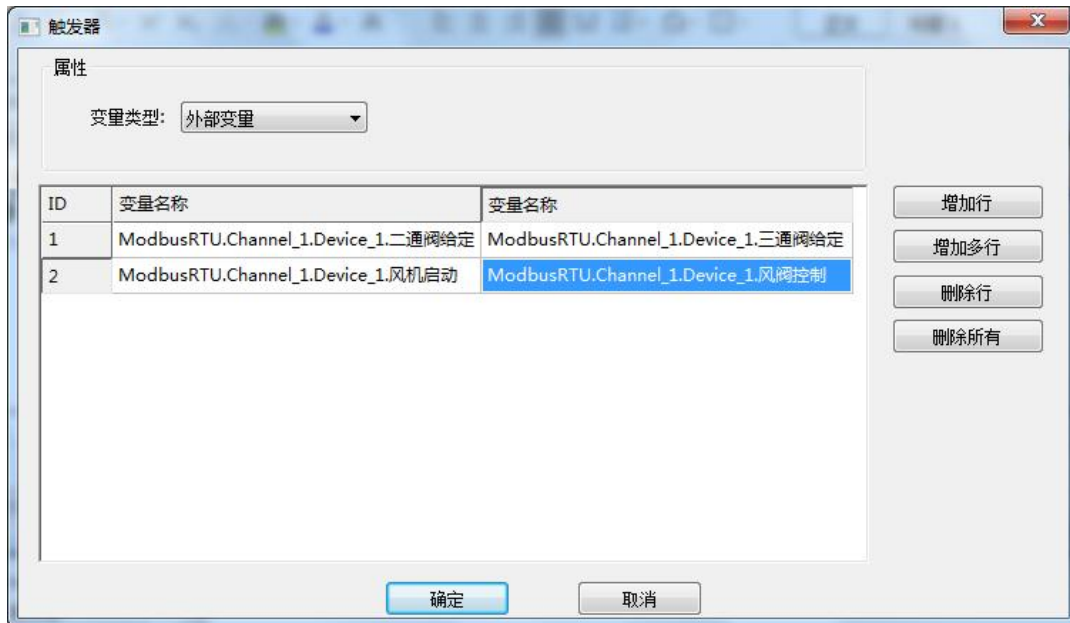 触发器
属性
变量类型: 外部变量
ID 变量名称 变量名称
增加行
1 ModbusRTU.Channel_1.Device_1.二通阀给定 ModbusRTU.Channel_1.Device_1.三通阀给定
增加多行
2 ModbusRTU.Channel_1.Device_1.风机启动 ModbusRTU.Channel_1.Device_1.风阀控制
删除行
删除所有
确定 取消